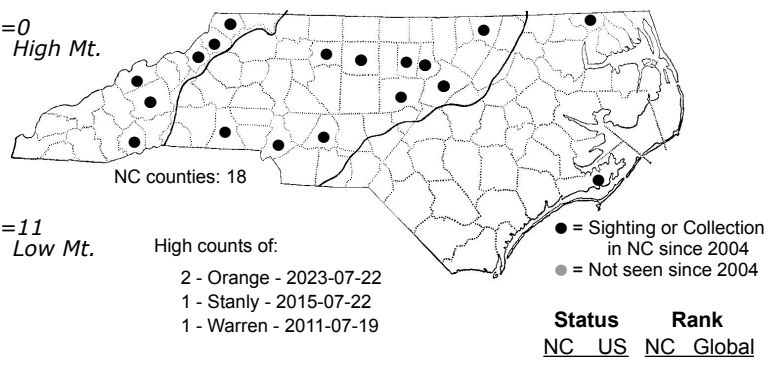 =0
High Mt.
NC counties: 18
=11
Low Mt.
High counts of:
2 - Orange - 2023-07-22
1 - Stanly - 2015-07-22
1 - Warren - 2011-07-19
● = Sighting or Collection
in NC since 2004
● = Not seen since 2004
Status Rank
NC US NC Global